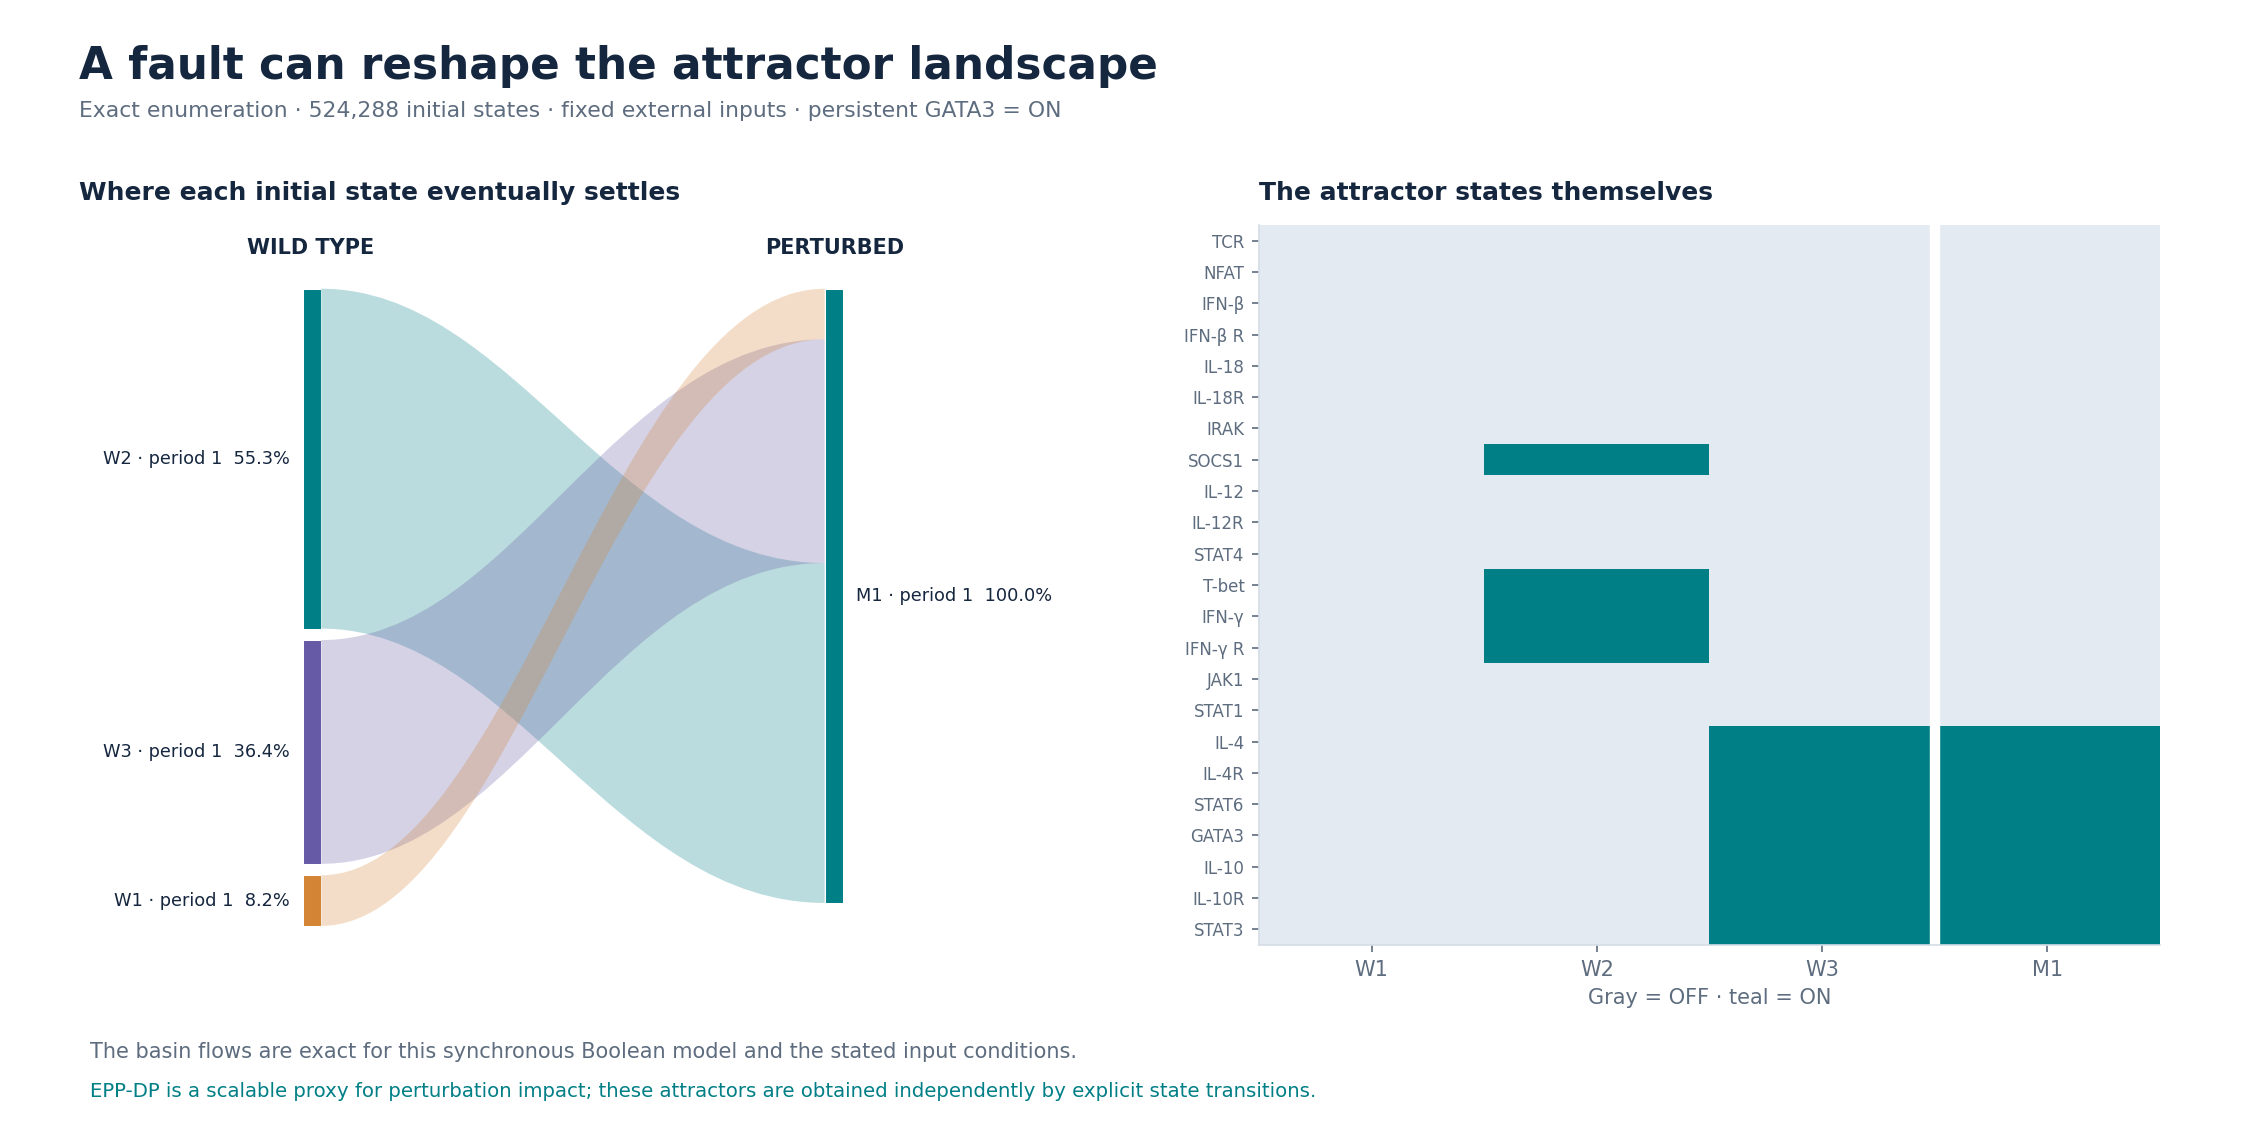 A fault can reshape the attractor landscape
Exact enumeration · 524,288 initial states · fixed external inputs · persistent GATA3 = ON
Where each initial state eventually settles
WILD TYPE
PERTURBED
W2 · period 1  55.3%
W3 · period 1  36.4%
W1 · period 1  8.2%
M1 · period 1  100.0%
The attractor states themselves
TCR
NFAT
IFN-β
IFN-β R
IL-18
IL-18R
IRAK
SOCS1
IL-12
IL-12R
STAT4
T-bet
IFN-γ
IFN-γ R
JAK1
STAT1
IL-4
IL-4R
STAT6
GATA3
IL-10
IL-10R
STAT3
W1
W2
W3
M1
Gray = OFF · teal = ON
The basin flows are exact for this synchronous Boolean model and the stated input conditions.
EPP-DP is a scalable proxy for perturbation impact; these attractors are obtained independently by explicit state transitions.